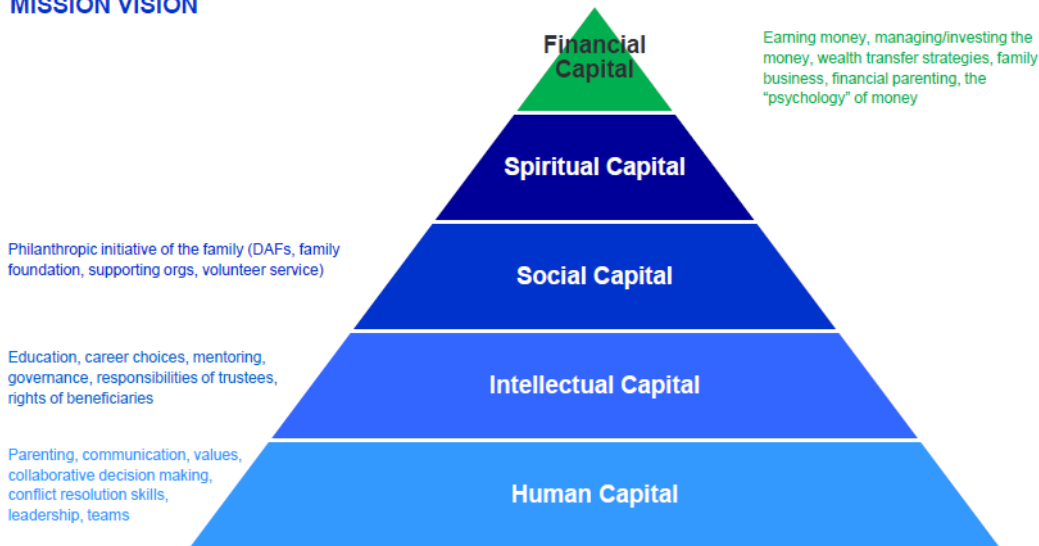 MISSION VISION
Financial
Capital
Earning money, managing/investing the
money, wealth transfer strategies, family
business, financial parenting, the
“psychology” of money
Spiritual Capital
Philanthropic initiative of the family (DAFs, family
foundation, supporting orgs, volunteer service)
Social Capital
Education, career choices, mentoring,
governance, responsibilities of trustees,
rights of beneficiaries
Intellectual Capital
Parenting, communication, values,
collaborative decision making,
conflict resolution skills,
leadership, teams
Human Capital